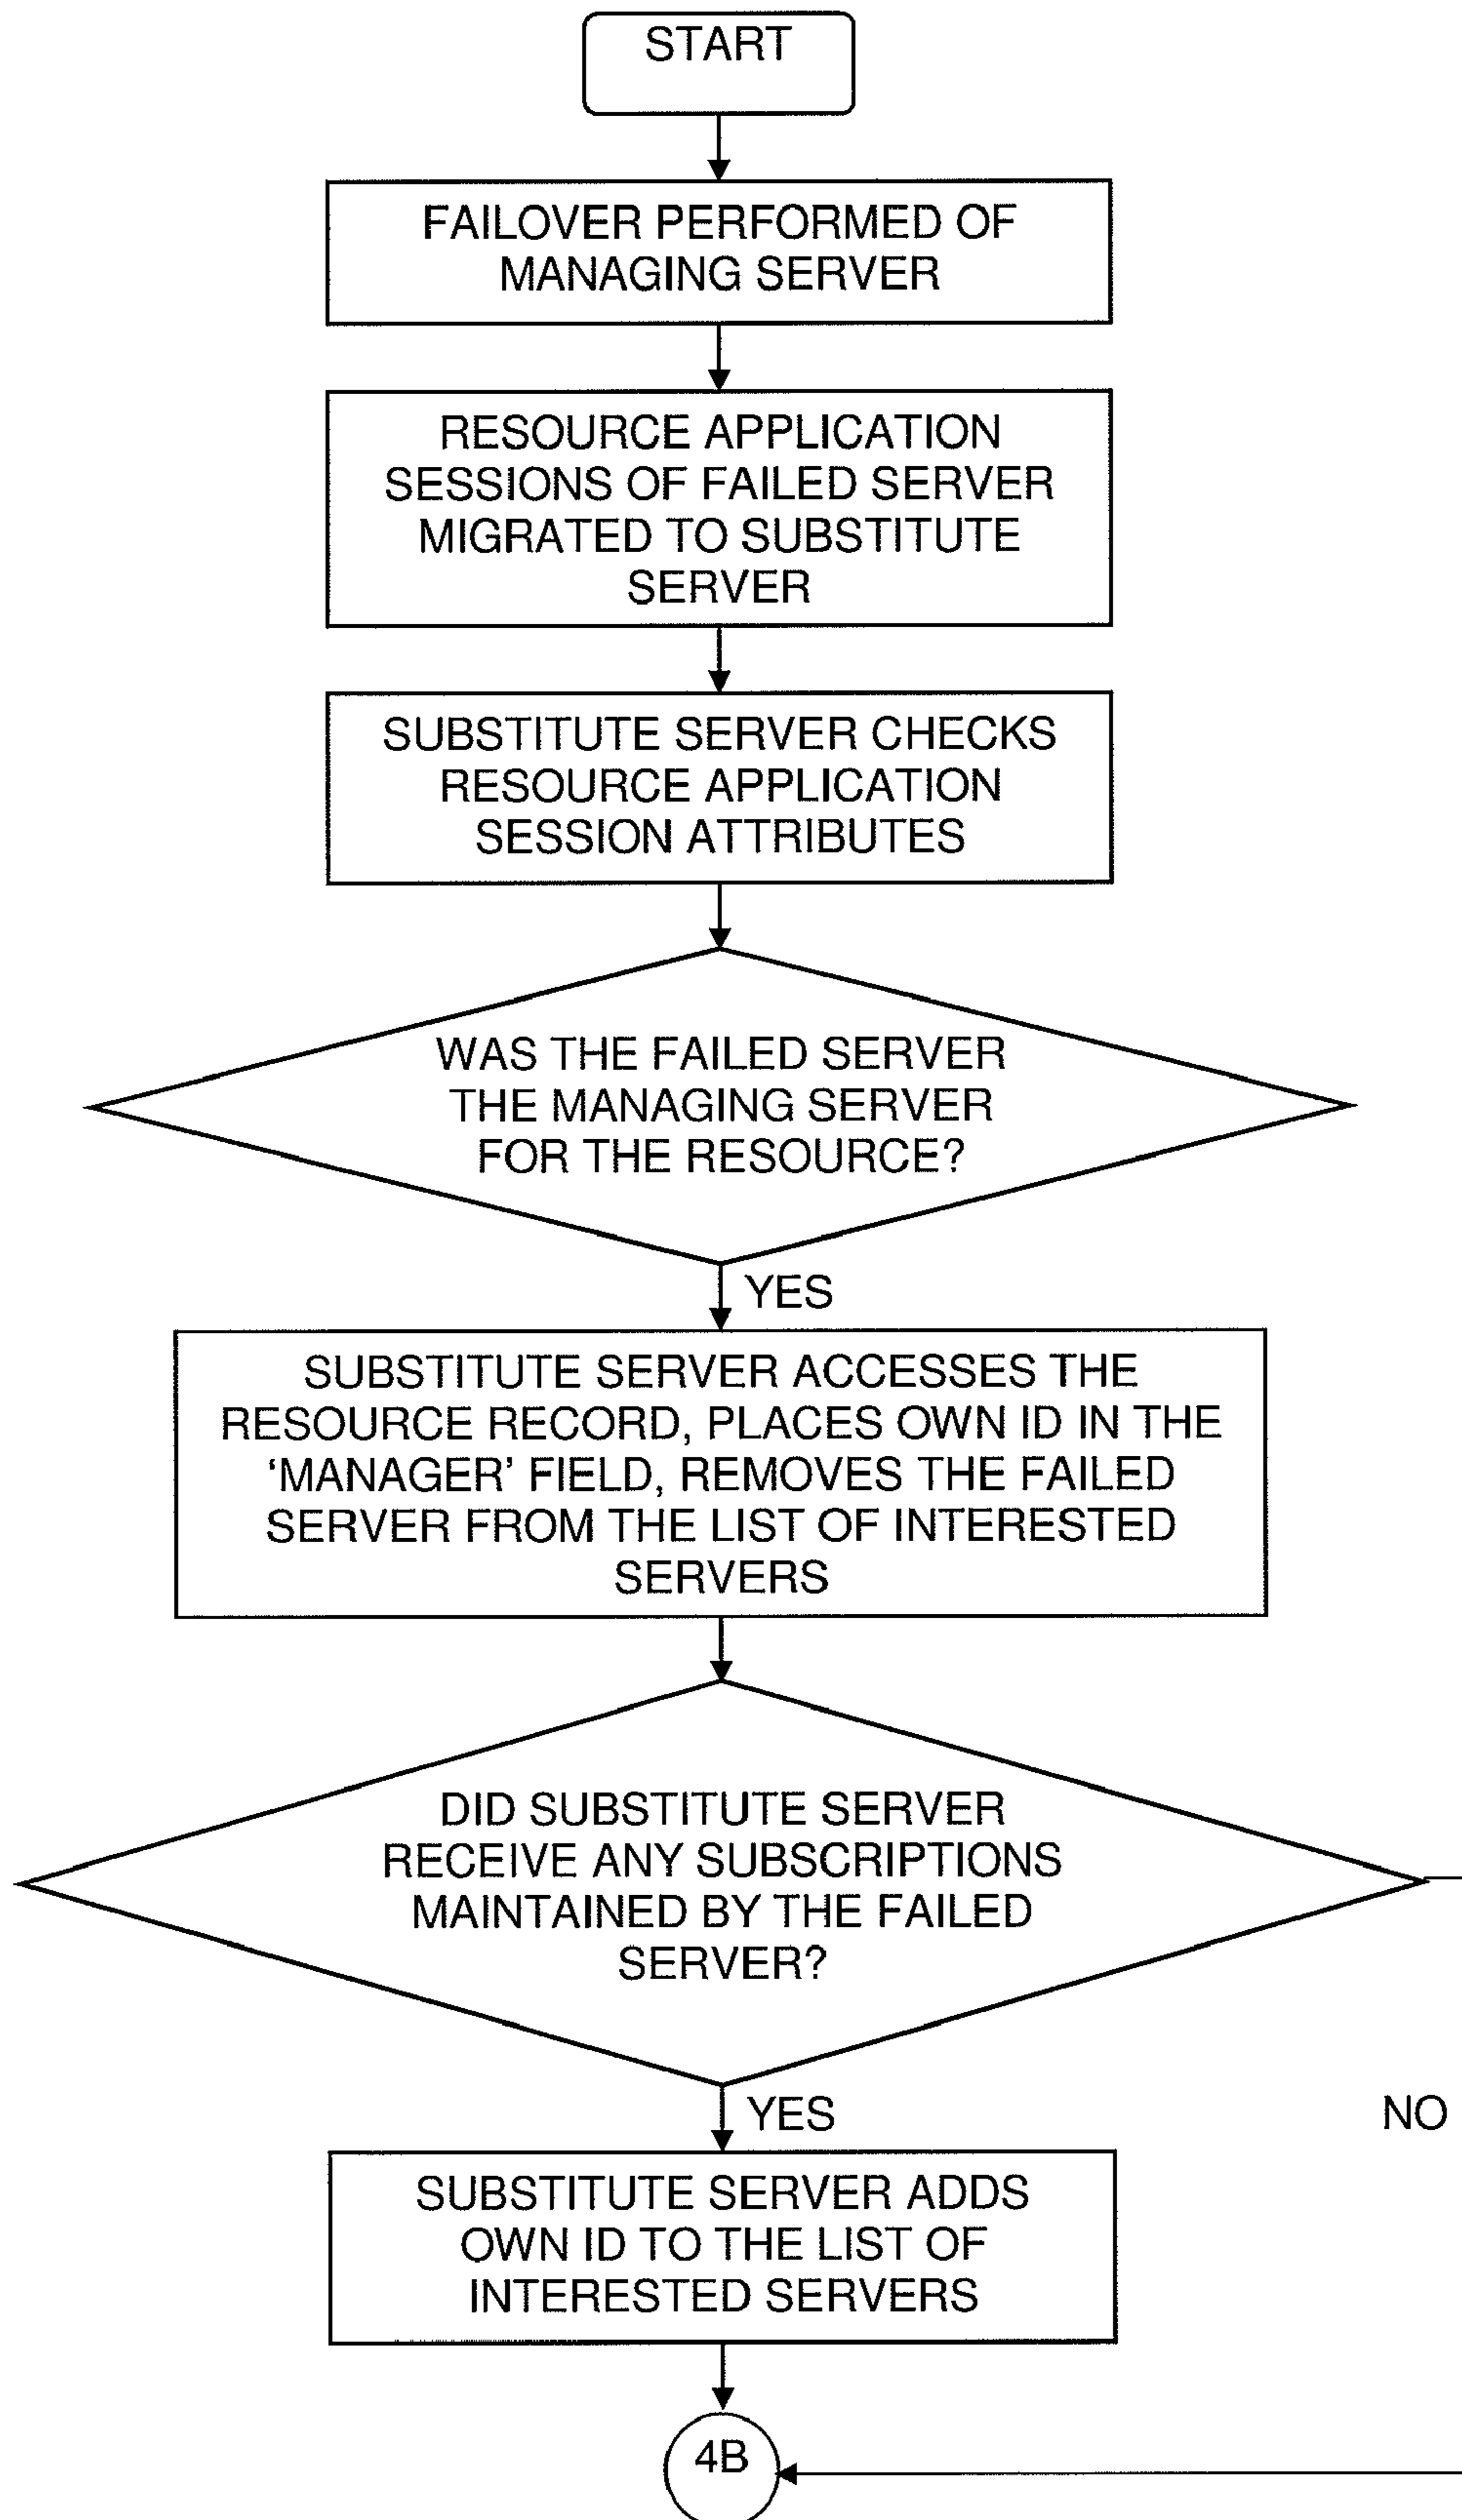 START
FAILOVER PERFORMED OF
MANAGING SERVER
RESOURCE APPLICATION
SESSIONS OF FAILED SERVER
MIGRATED TO SUBSTITUTE
SERVER
SUBSTITUTE SERVER CHECKS
RESOURCE APPLICATION
SESSION ATTRIBUTES
WAS THE FAILED SERVER
THE MANAGING SERVER
FOR THE RESOURCE?
YES
SUBSTITUTE SERVER ACCESSES THE
RESOURCE RECORD, PLACES OWN ID IN THE
‘MANAGER’ FIELD, REMOVES THE FAILED
SERVER FROM THE LIST OF INTERESTED
SERVERS
DID SUBSTITUTE SERVER
RECEIVE ANY SUBSCRIPTIONS
MAINTAINED BY THE FAILED
SERVER?
YES
NO
SUBSTITUTE SERVER ADDS
OWN ID TO THE LIST OF
INTERESTED SERVERS
4B